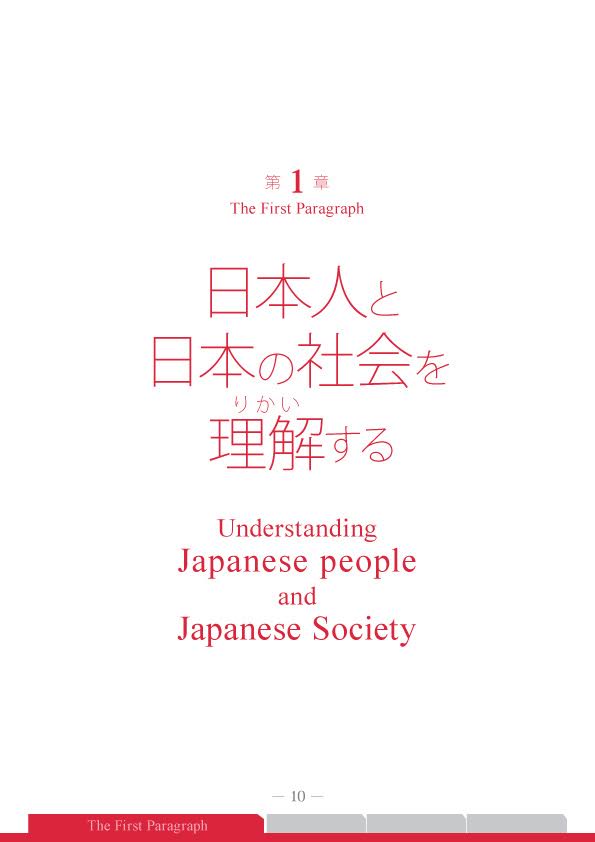 第 1 章
The First Paragraph
日本人と
日本の社会を
りかい
理解する
Understanding
Japanese people
and
Japanese Society
― 10 ―
The First Paragraph